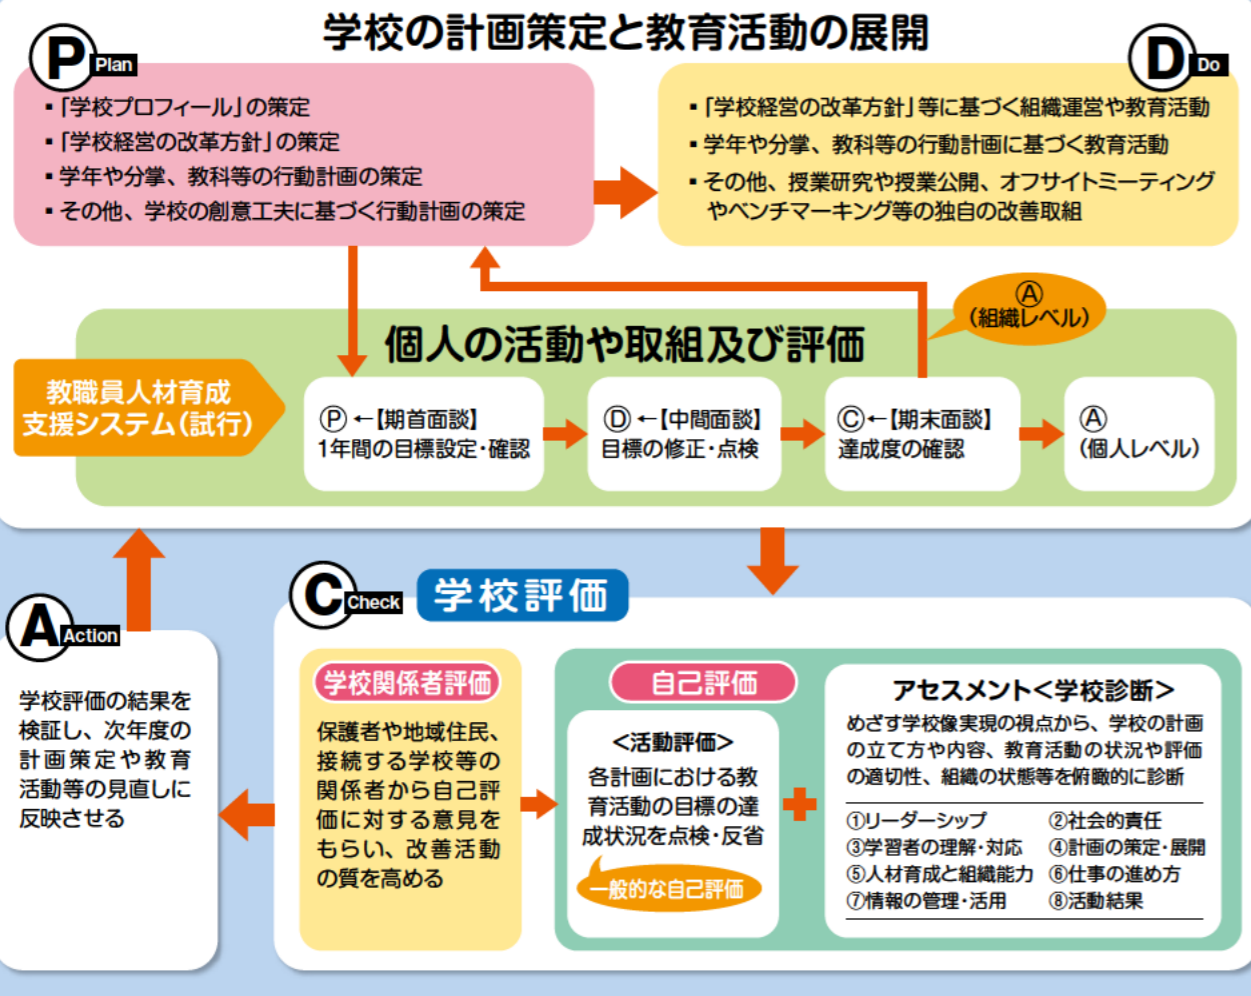 学校の計画策定と教育活動の展開
P Plan
▪「学校プロフィール」の策定
▪「学校経営の改革方針」の策定
▪学年や分掌、教科等の行動計画の策定
▪その他、学校の創意工夫に基づく行動計画の策定
D Do
▪「学校経営の改革方針」等に基づく組織運営や教育活動
▪学年や分掌、教科等の行動計画に基づく教育活動
▪その他、授業研究や授業公開、オフサイトミーティング
やベンチマーキング等の独自の改善取組
Ⓐ
(組織レベル)
個人の活動や取組及び評価
教職員人材育成
支援システム(試行)
Ⓟ←【期首面談】
1年間の目標設定・確認
Ⓓ←【中間面談】
目標の修正・点検
Ⓒ←【期末面談】
達成度の確認
Ⓐ
(個人レベル)
C Check
学校評価
学校関係者評価
保護者や地域住民、
接続する学校等の
関係者から自己評
価に対する意見を
もらい、改善活動
の質を高める
自己評価
<活動評価>
各計画における教
育活動の目標の達
成状況を点検・反省
一般的な自己評価
アセスメント<学校診断>
めざす学校像実現の視点から、学校の計画
の立て方や内容、教育活動の状況や評価
の適切性、組織の状態等を俯瞰的に診断
①リーダーシップ ②社会的責任
③学習者の理解・対応 ④計画の策定・展開
⑤人材育成と組織能力 ⑥仕事の進め方
⑦情報の管理・活用 ⑧活動結果
A Action
学校評価の結果を
検証し、次年度の
計画策定や教育
活動等の見直しに
反映させる